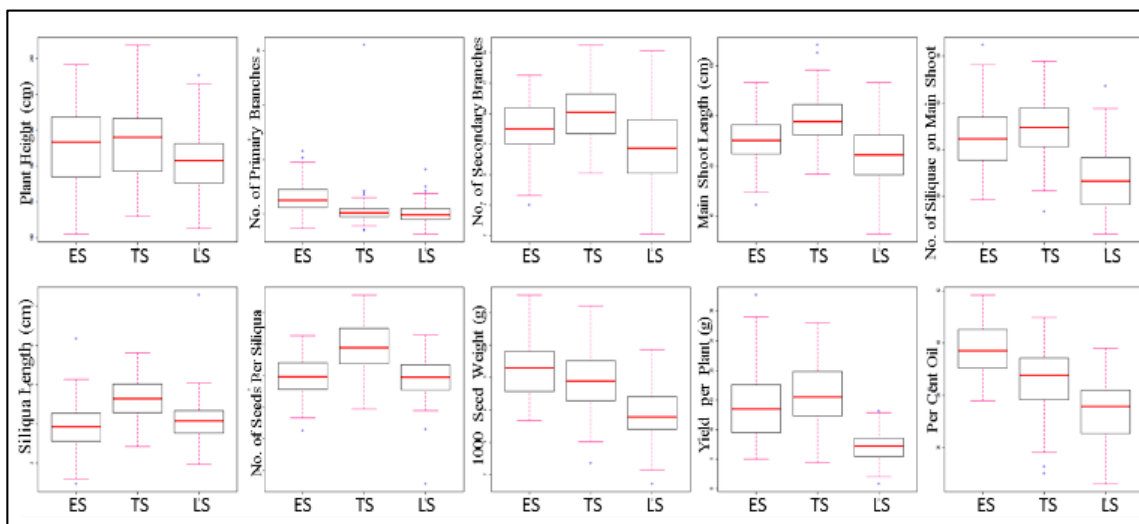 Plant Height (cm)
ES TS LS
No. of Primary Branches
ES TS LS
No. of Secondary Branches
ES TS LS
Main Shoot Length (cm)
ES TS LS
No. of Siliquae on Main Shoot
ES TS LS
Siliqua Length (cm)
ES TS LS
No. of Seeds Per Siliqua
ES TS LS
1000 Seed Weight (g)
ES TS LS
Yield Per Plant (g)
ES TS LS
Per Cent Oil
ES TS LS